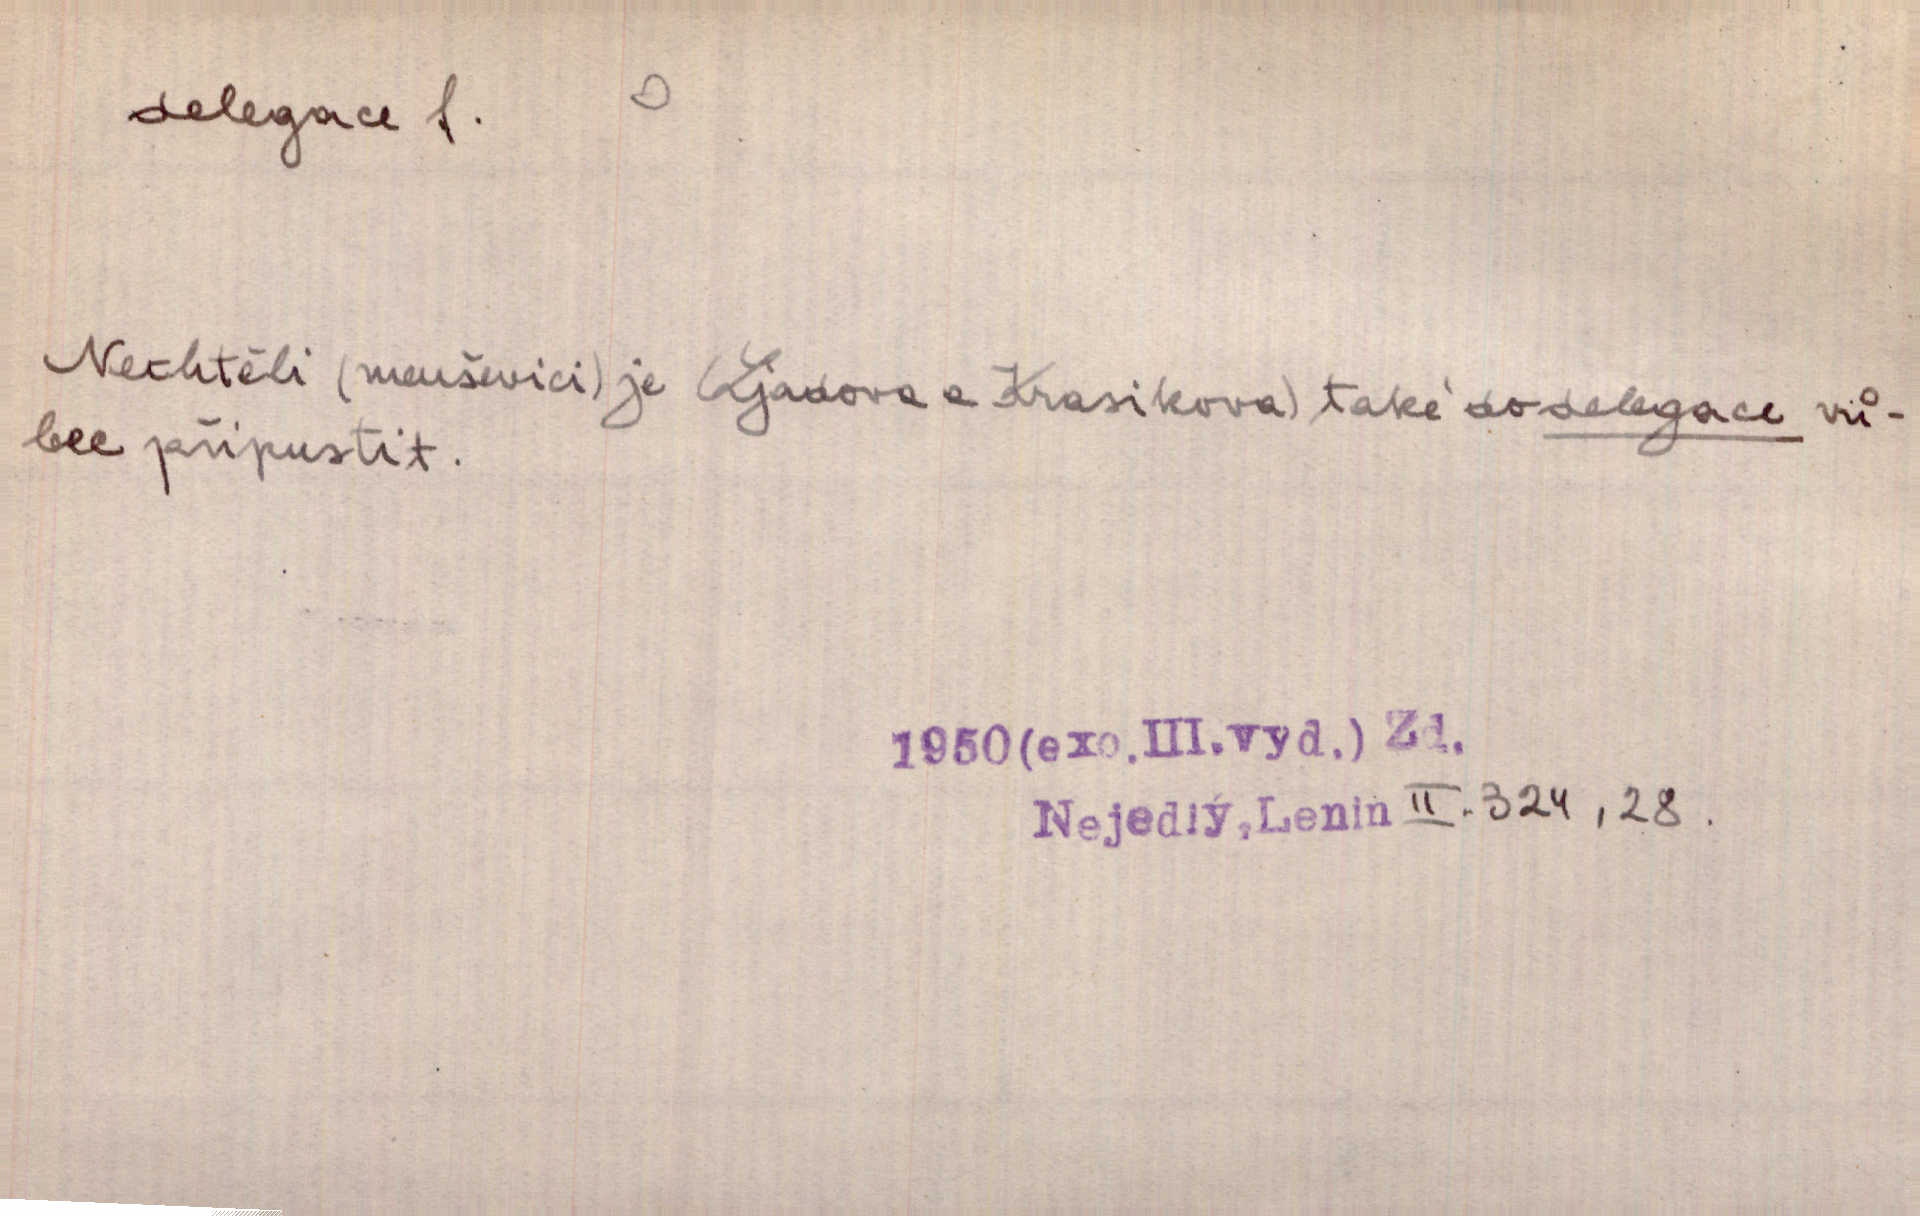 delegace f.
Nechtěli (menševici) je (Ljadova a Krasikova) také do delegace vů-
bec připustit.
1950(exc.III.vyd.) Zd.
Nejedlý,Lenin II. 324, 28.